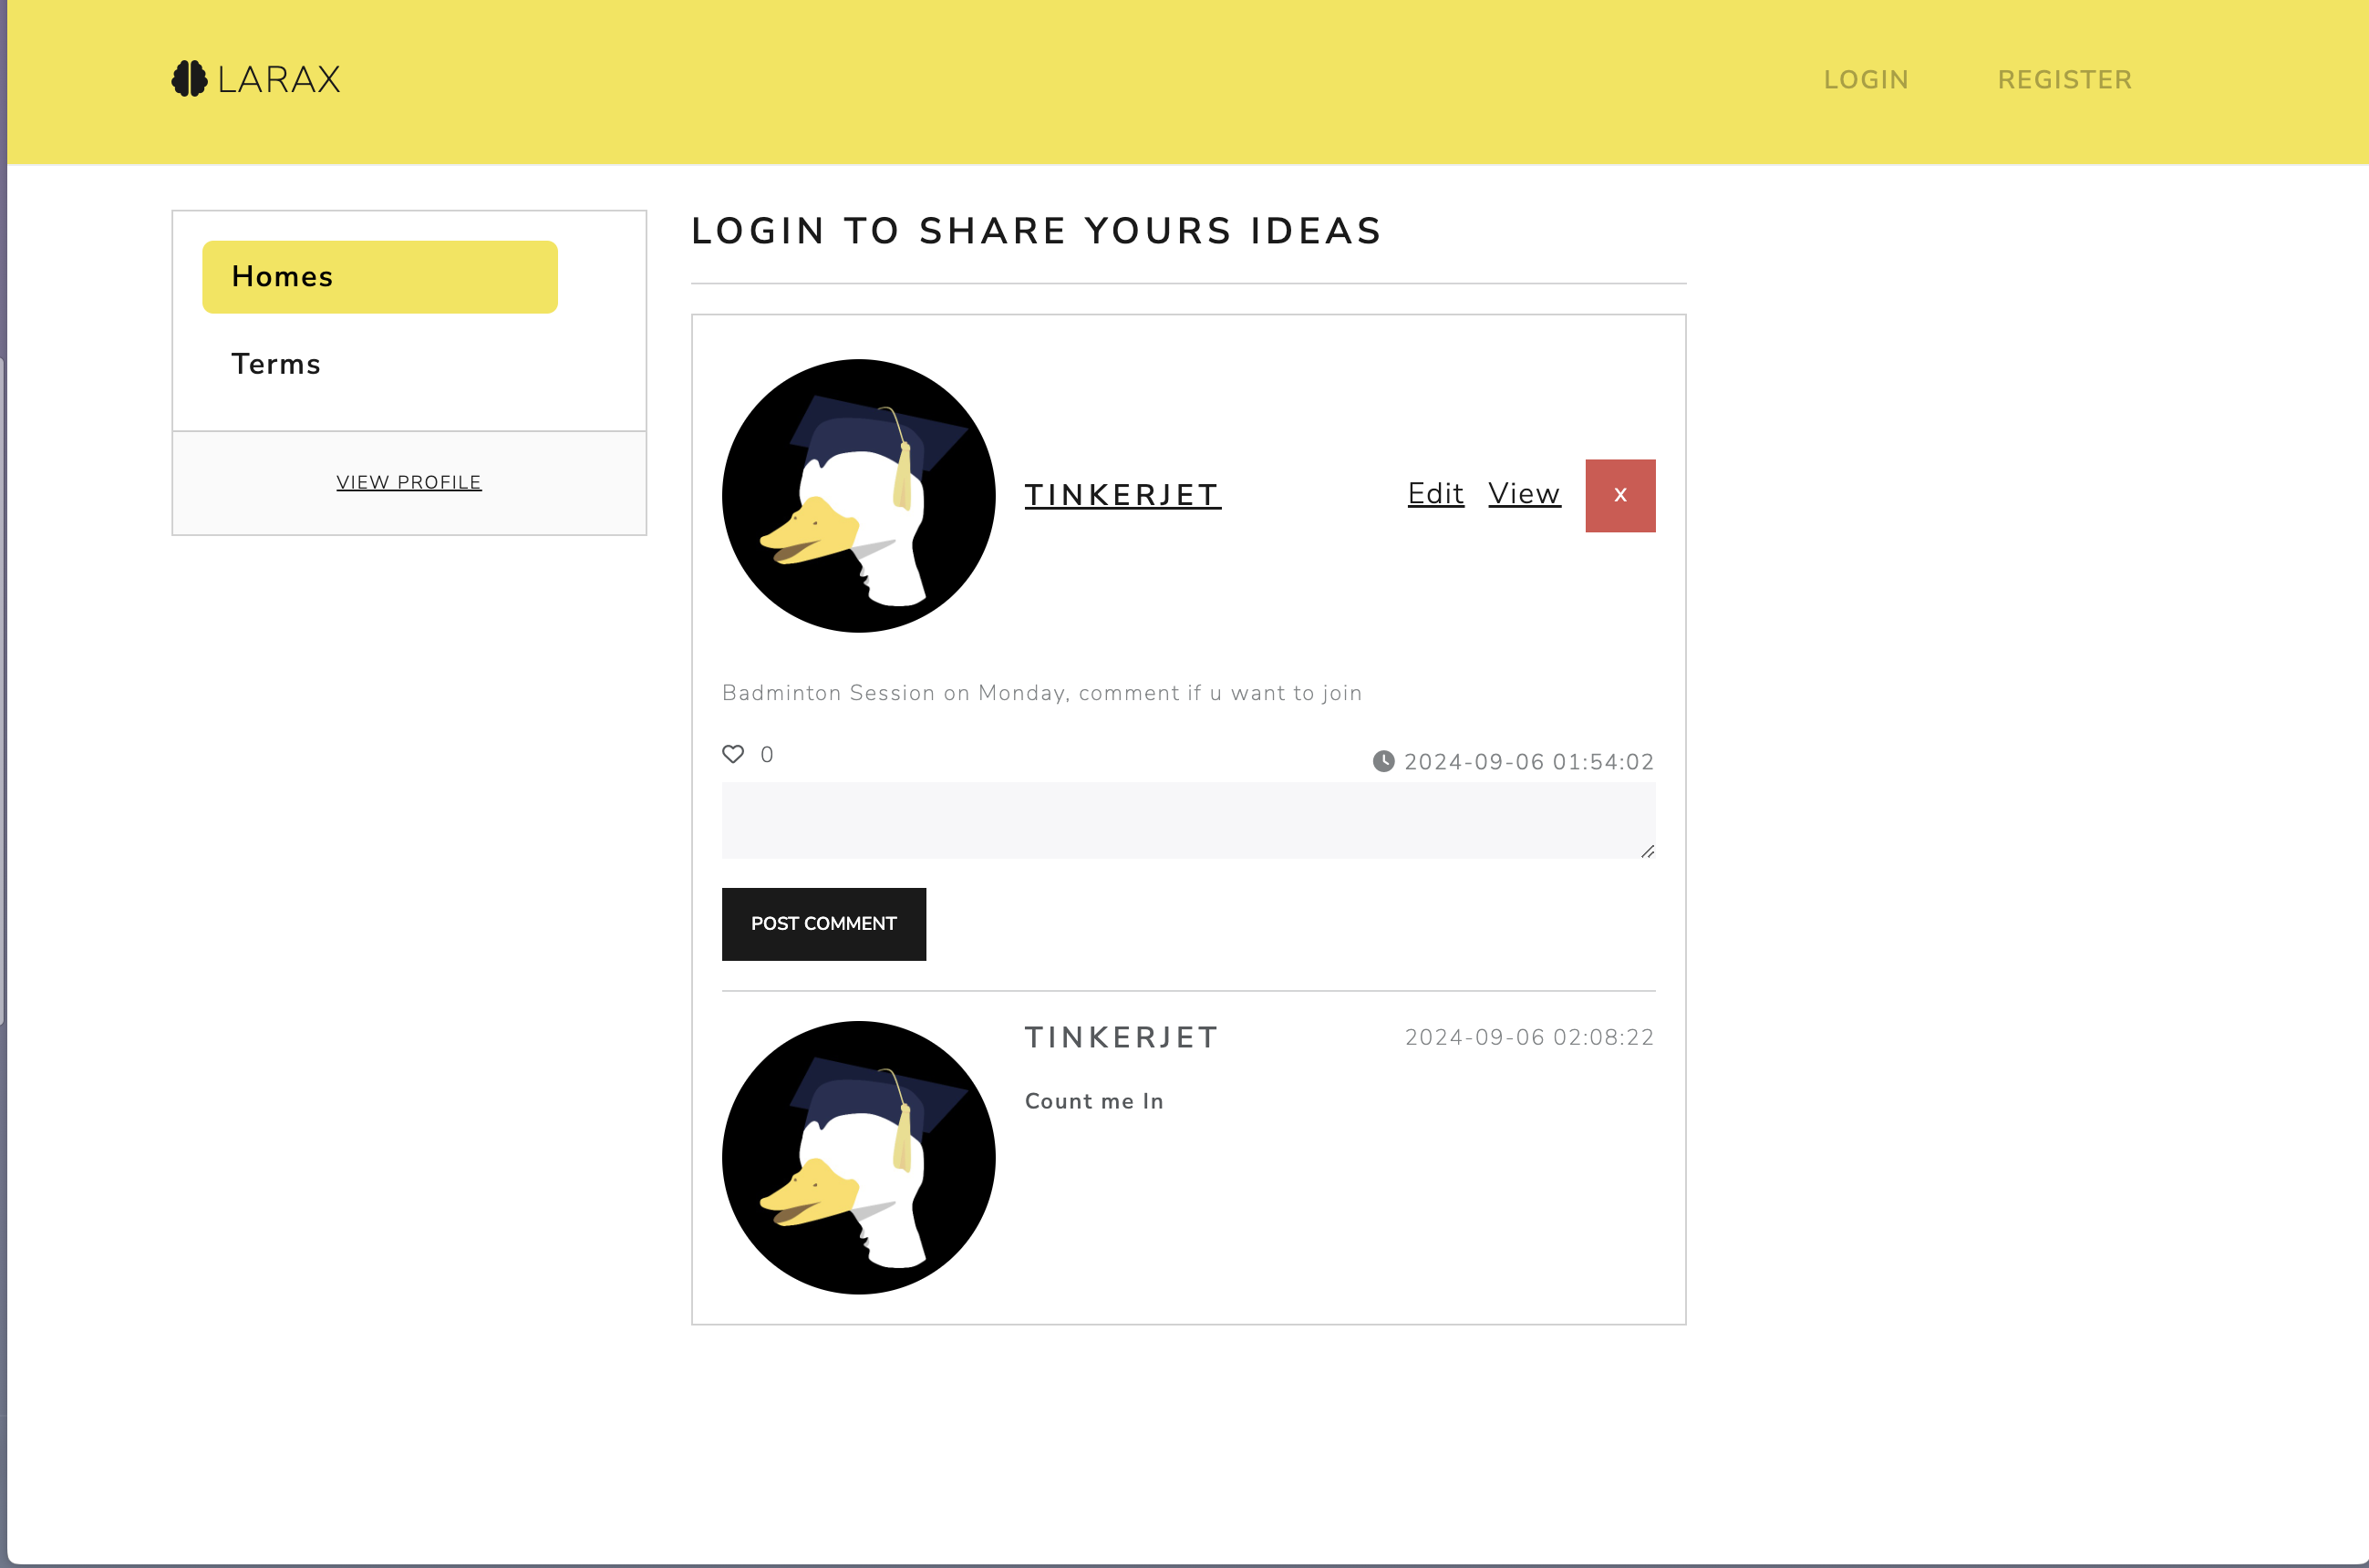 LARAX
LOGIN
REGISTER
Homes
Terms
VIEW PROFILE
LOGIN TO SHARE YOURS IDEAS
TINKERJET
Edit
View
x
Badminton Session on Monday, comment if u want to join
0
2024-09-06 01:54:02
POST COMMENT
TINKERJET
2024-09-06 02:08:22
Count me In